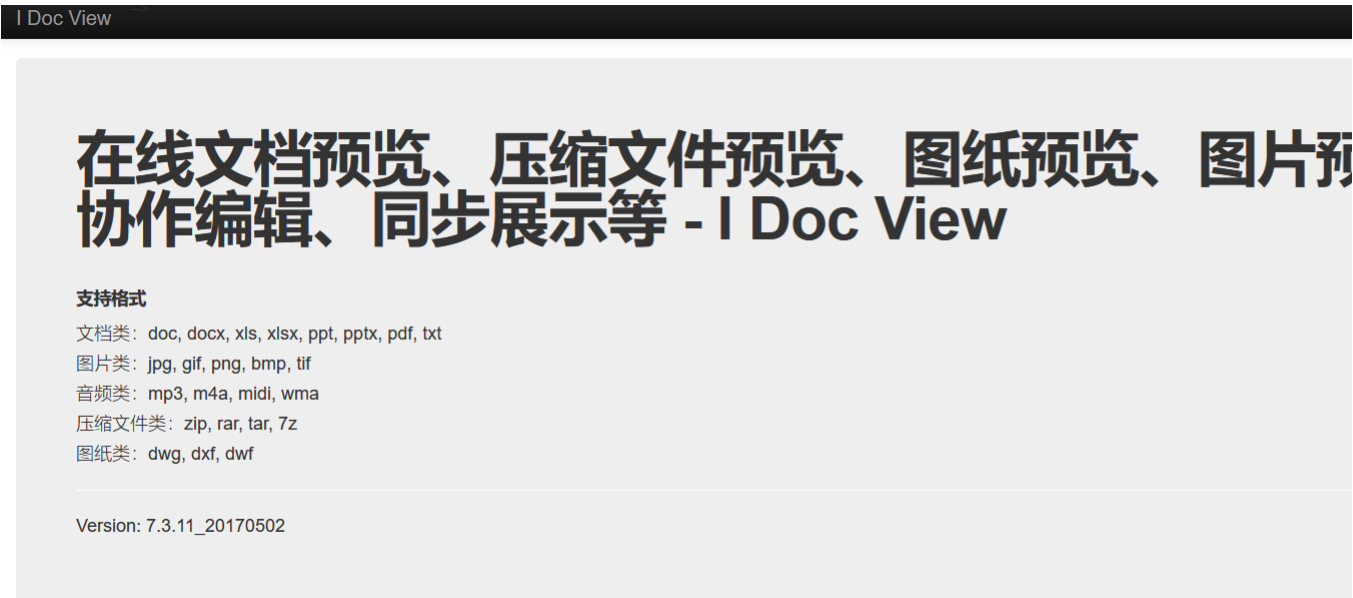 I Doc View
在线文档预览、压缩文件预览、图纸预览、图片预
协作编辑、同步展示等 - I Doc View
支持格式
文档类：doc, docx, xls, xlsx, ppt, pptx, pdf, txt
图片类：jpg, gif, png, bmp, tif
音频类：mp3, m4a, midi, wma
压缩文件类：zip, rar, tar, 7z
图纸类：dwg, dxf, dwf
Version: 7.3.11_20170502